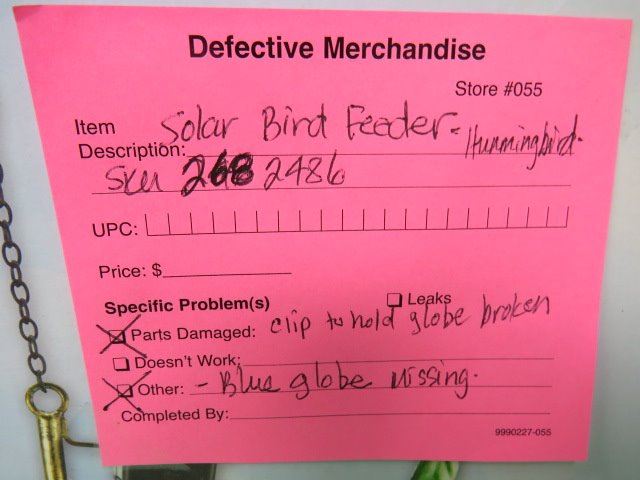 Defective Merchandise
Store #055
Item Description: Solar Bird Feeder - Hummingbird.
SKU 268 2486
UPC:
Price: $
Specific Problem(s)
Leaks
Parts Damaged: clip to hold globe broken
Doesn't Work:
Other: - Blue globe missing.
Completed By:
9990227-055